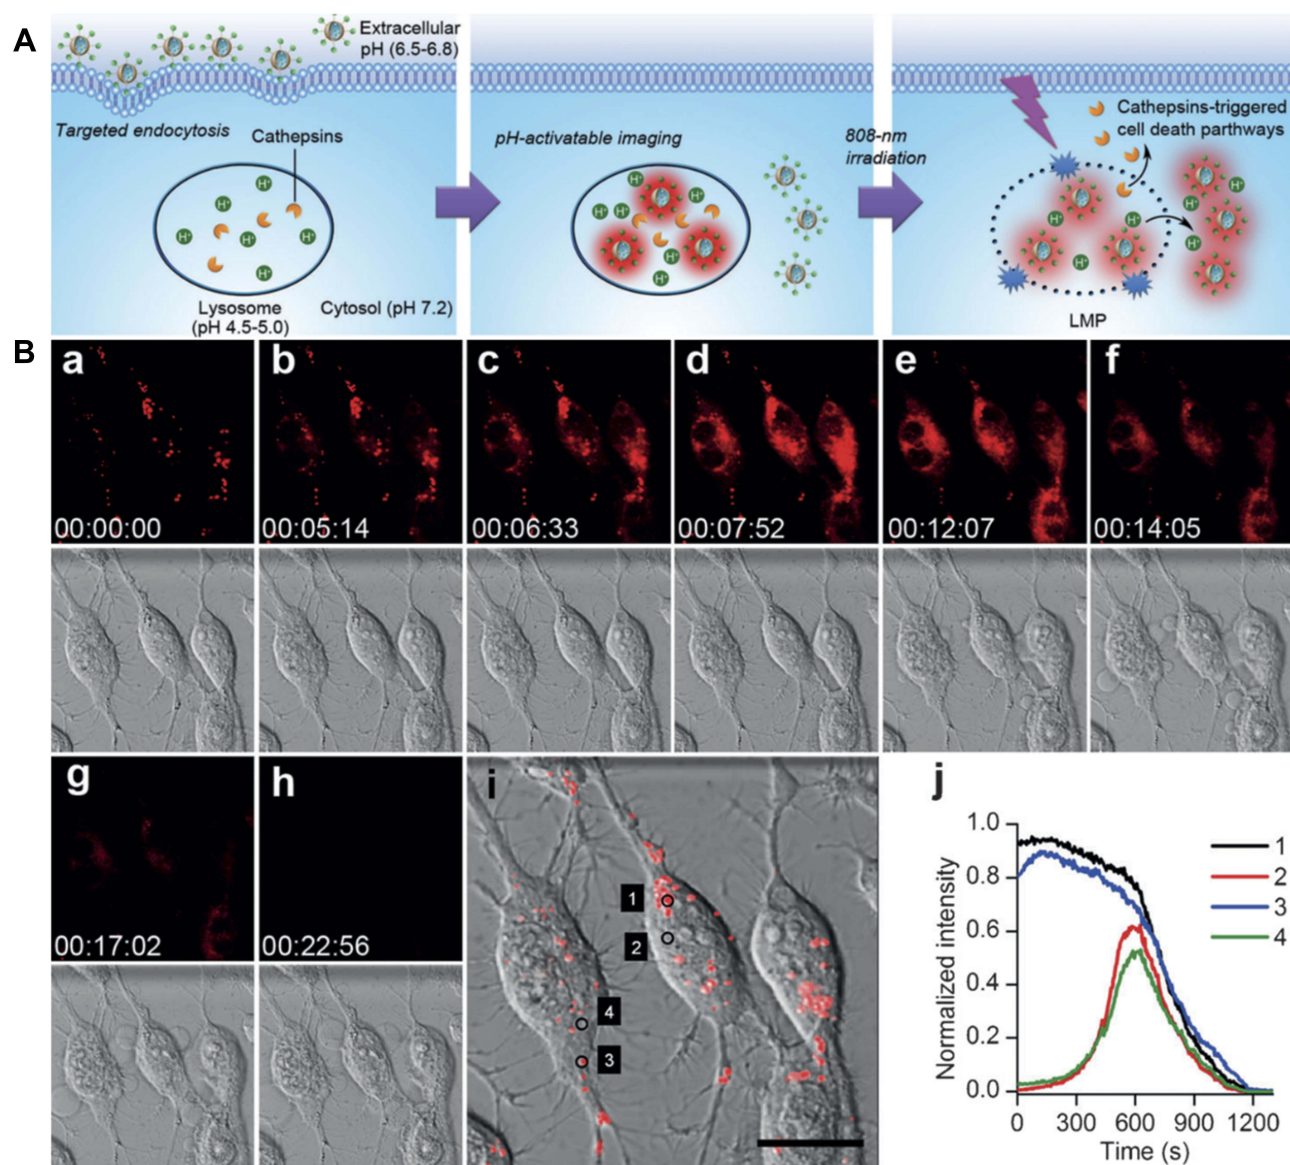 A
Extracellular
pH (6.5-6.8)
Targeted endocytosis
Cathepsins
H⁺
H⁺
H⁺
H⁺
H⁺
H⁺
Lysosome
(pH 4.5-5.0)
Cytosol (pH 7.2)
pH-activatable imaging
H⁺
H⁺
H⁺
H⁺
H⁺
808-nm
irradiation
Cathepsins-triggered
cell death partways
H⁺
H⁺
H⁺
H⁺
H⁺
H⁺
LMP
B
a
00:00:00
b
00:05:14
c
00:06:33
d
00:07:52
e
00:12:07
f
00:14:05
g
00:17:02
h
00:22:56
i
1
2
4
3
j
Normalized intensity
1.0
0.8
0.6
0.4
0.2
0.0
0 300 600 900 1200
Time (s)
1
2
3
4